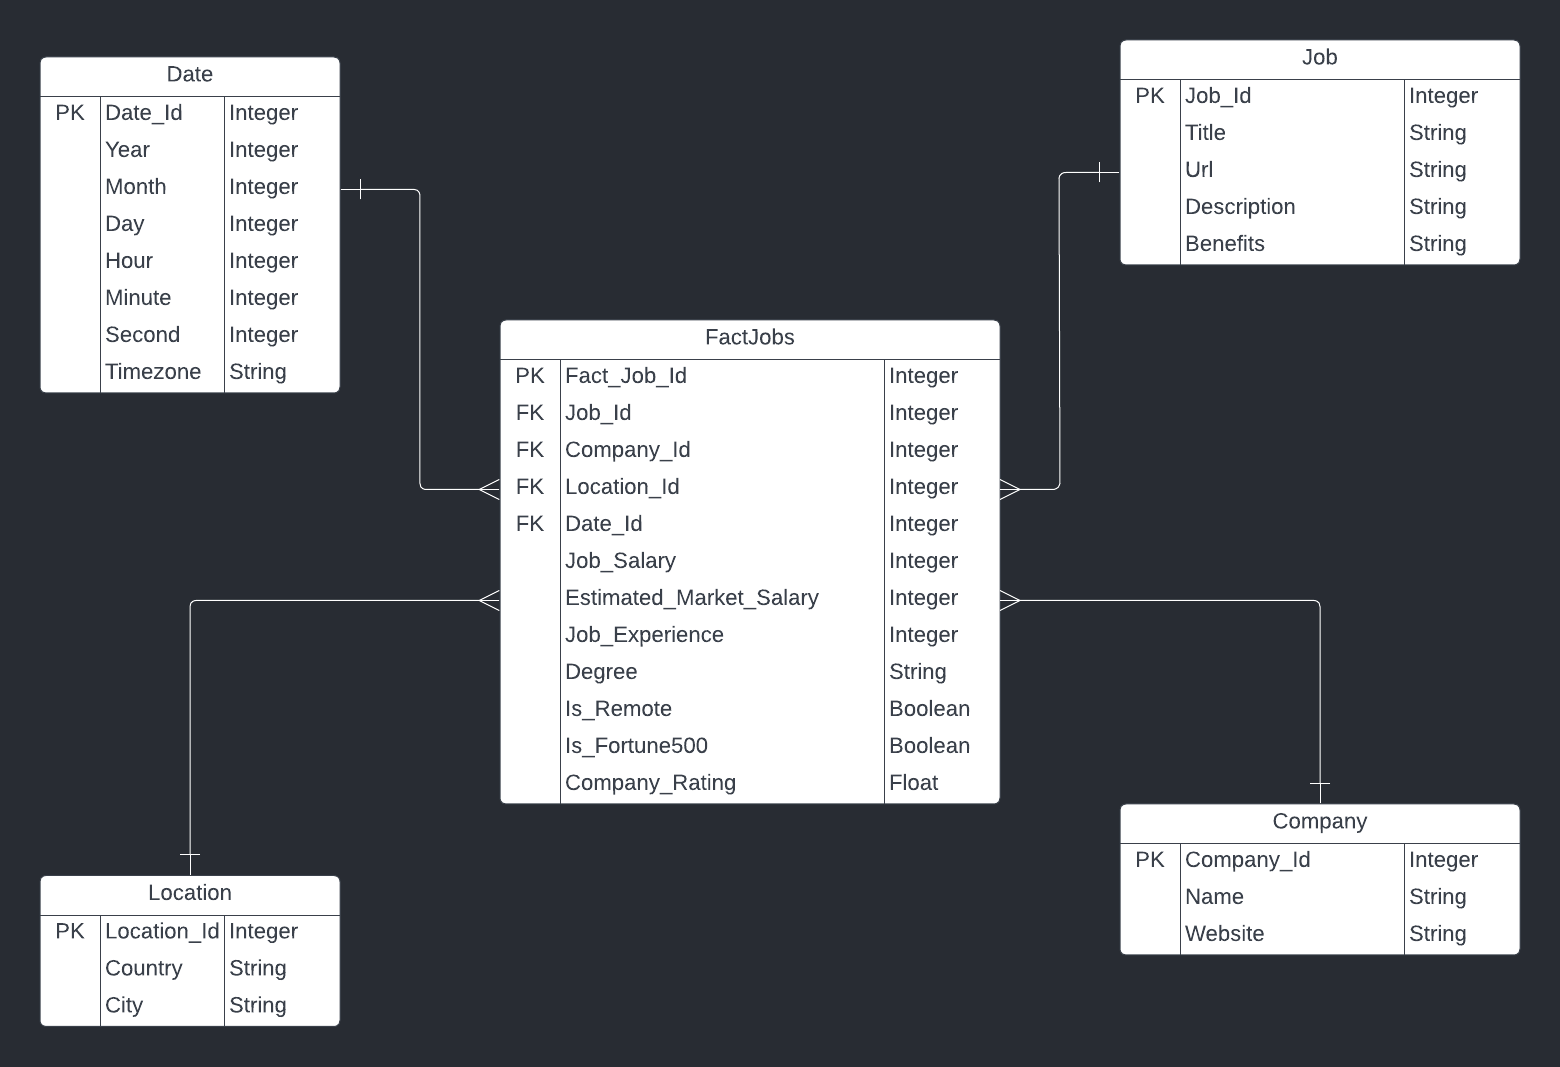 Date
PK Date_Id Integer
Year Integer
Month Integer
Day Integer
Hour Integer
Minute Integer
Second Integer
Timezone String
Job
PK Job_Id Integer
Title String
Url String
Description String
Benefits String
FactJobs
PK Fact_Job_Id Integer
FK Job_Id Integer
FK Company_Id Integer
FK Location_Id Integer
FK Date_Id Integer
Job_Salary Integer
Estimated_Market_Salary Integer
Job_Experience Integer
Degree String
Is_Remote Boolean
Is_Fortune500 Boolean
Company_Rating Float
Location
PK Location_Id Integer
Country String
City String
Company
PK Company_Id Integer
Name String
Website String